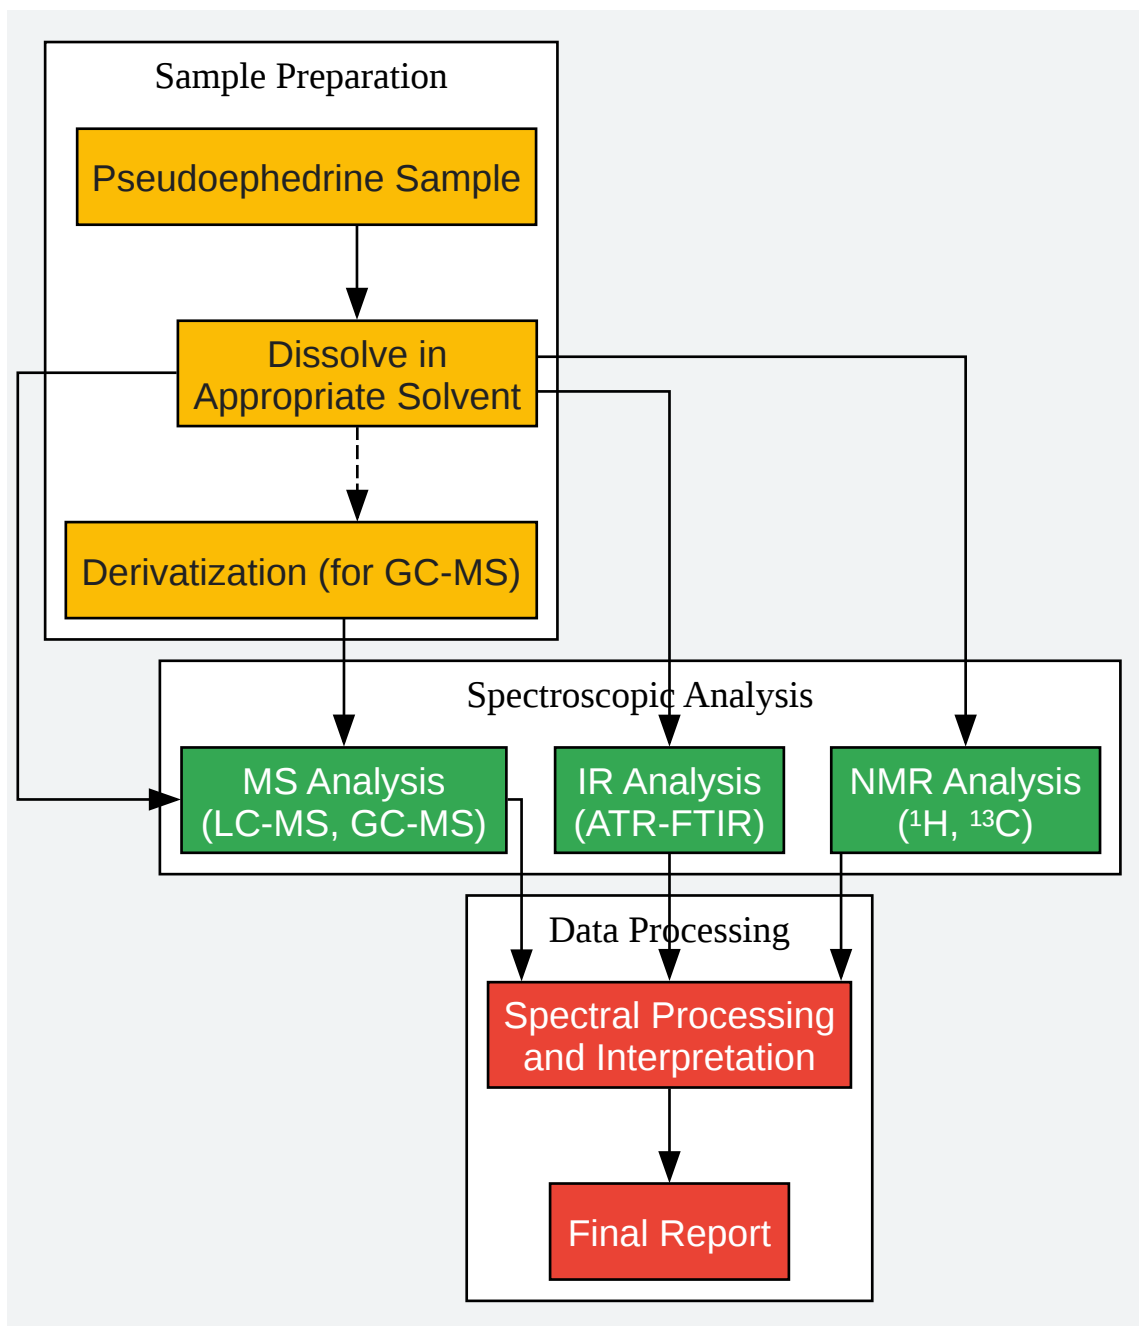 Sample Preparation
Pseudoephedrine Sample
Dissolve in
Appropriate Solvent
Derivatization (for GC-MS)
Spectroscopic Analysis
MS Analysis
(LC-MS, GC-MS)
IR Analysis
(ATR-FTIR)
NMR Analysis
(¹H, ¹³C)
Data Processing
Spectral Processing
and Interpretation
Final Report